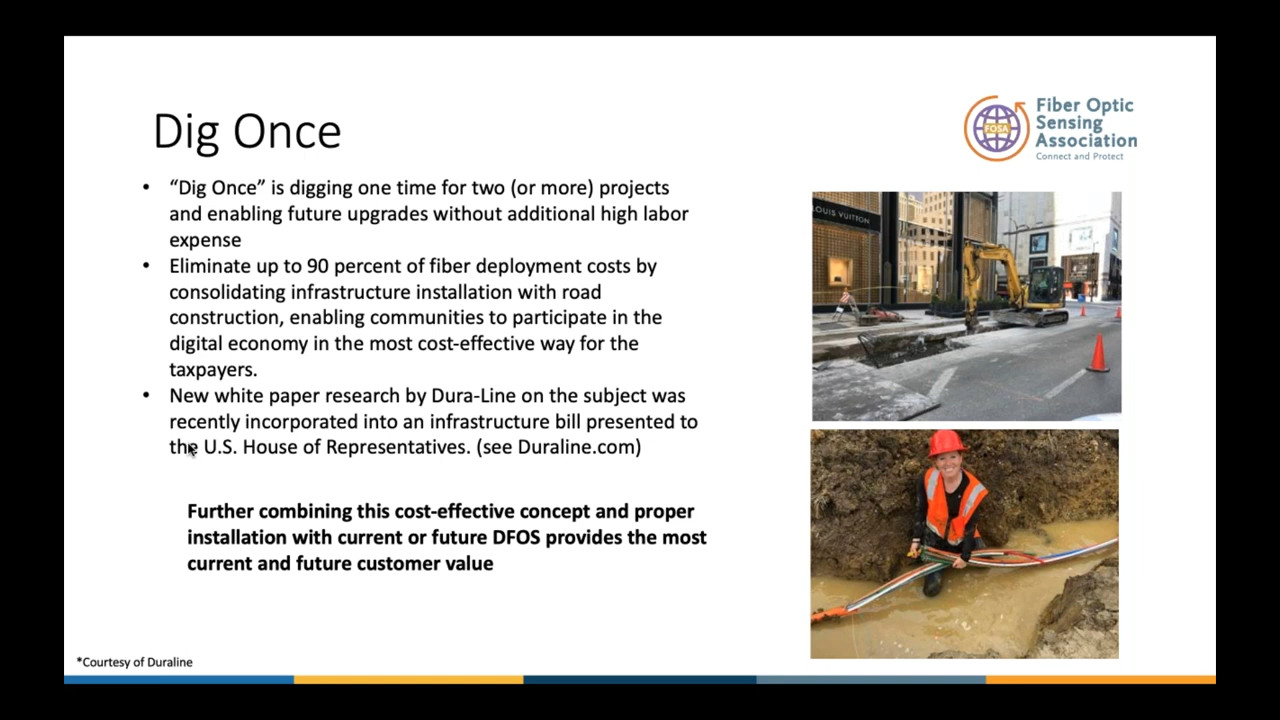 Dig Once
FOSA
Fiber Optic
Sensing
Association
Connect and Protect
• “Dig Once” is digging one time for two (or more) projects
and enabling future upgrades without additional high labor
expense
• Eliminate up to 90 percent of fiber deployment costs by
consolidating infrastructure installation with road
construction, enabling communities to participate in the
digital economy in the most cost-effective way for the
taxpayers.
• New white paper research by Dura-Line on the subject was
recently incorporated into an infrastructure bill presented to
the U.S. House of Representatives. (see Duraline.com)
Further combining this cost-effective concept and proper
installation with current or future DFOS provides the most
current and future customer value
LOUIS VUITTON
*Courtesy of Duraline